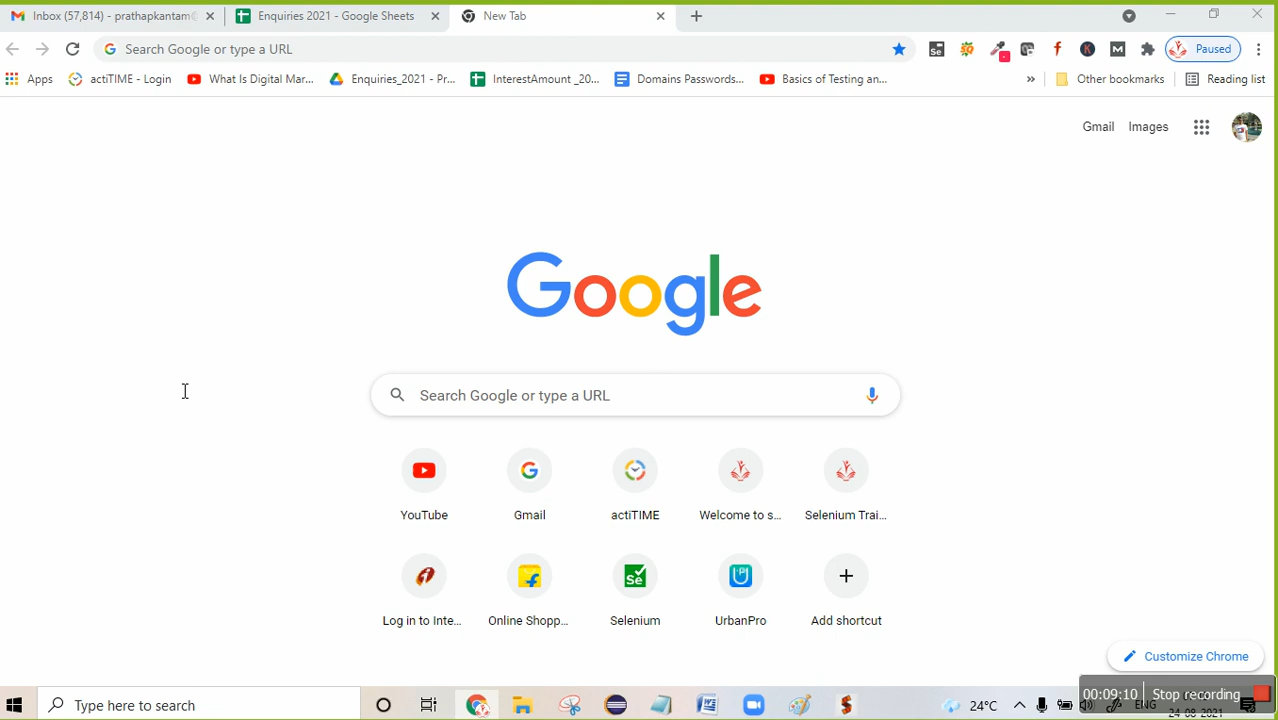 Inbox (57,814) - prathapkantam
Enquiries 2021 - Google Sheets
New Tab
Search Google or type a URL
Paused
Apps
actiTIME - Login
What Is Digital Mar...
Enquiries_2021 - Pr...
InterestAmount _20...
Domains Passwords...
Basics of Testing an...
»
Other bookmarks
Reading list
Gmail
Images
Google
Search Google or type a URL
YouTube
Gmail
actiTIME
Welcome to s...
Selenium Trai...
Log in to Inte...
Online Shopp...
Selenium
UrbanPro
Add shortcut
Customize Chrome
00:09:10
Stop recording
Type here to search
24°C
ENG
24-08-2021